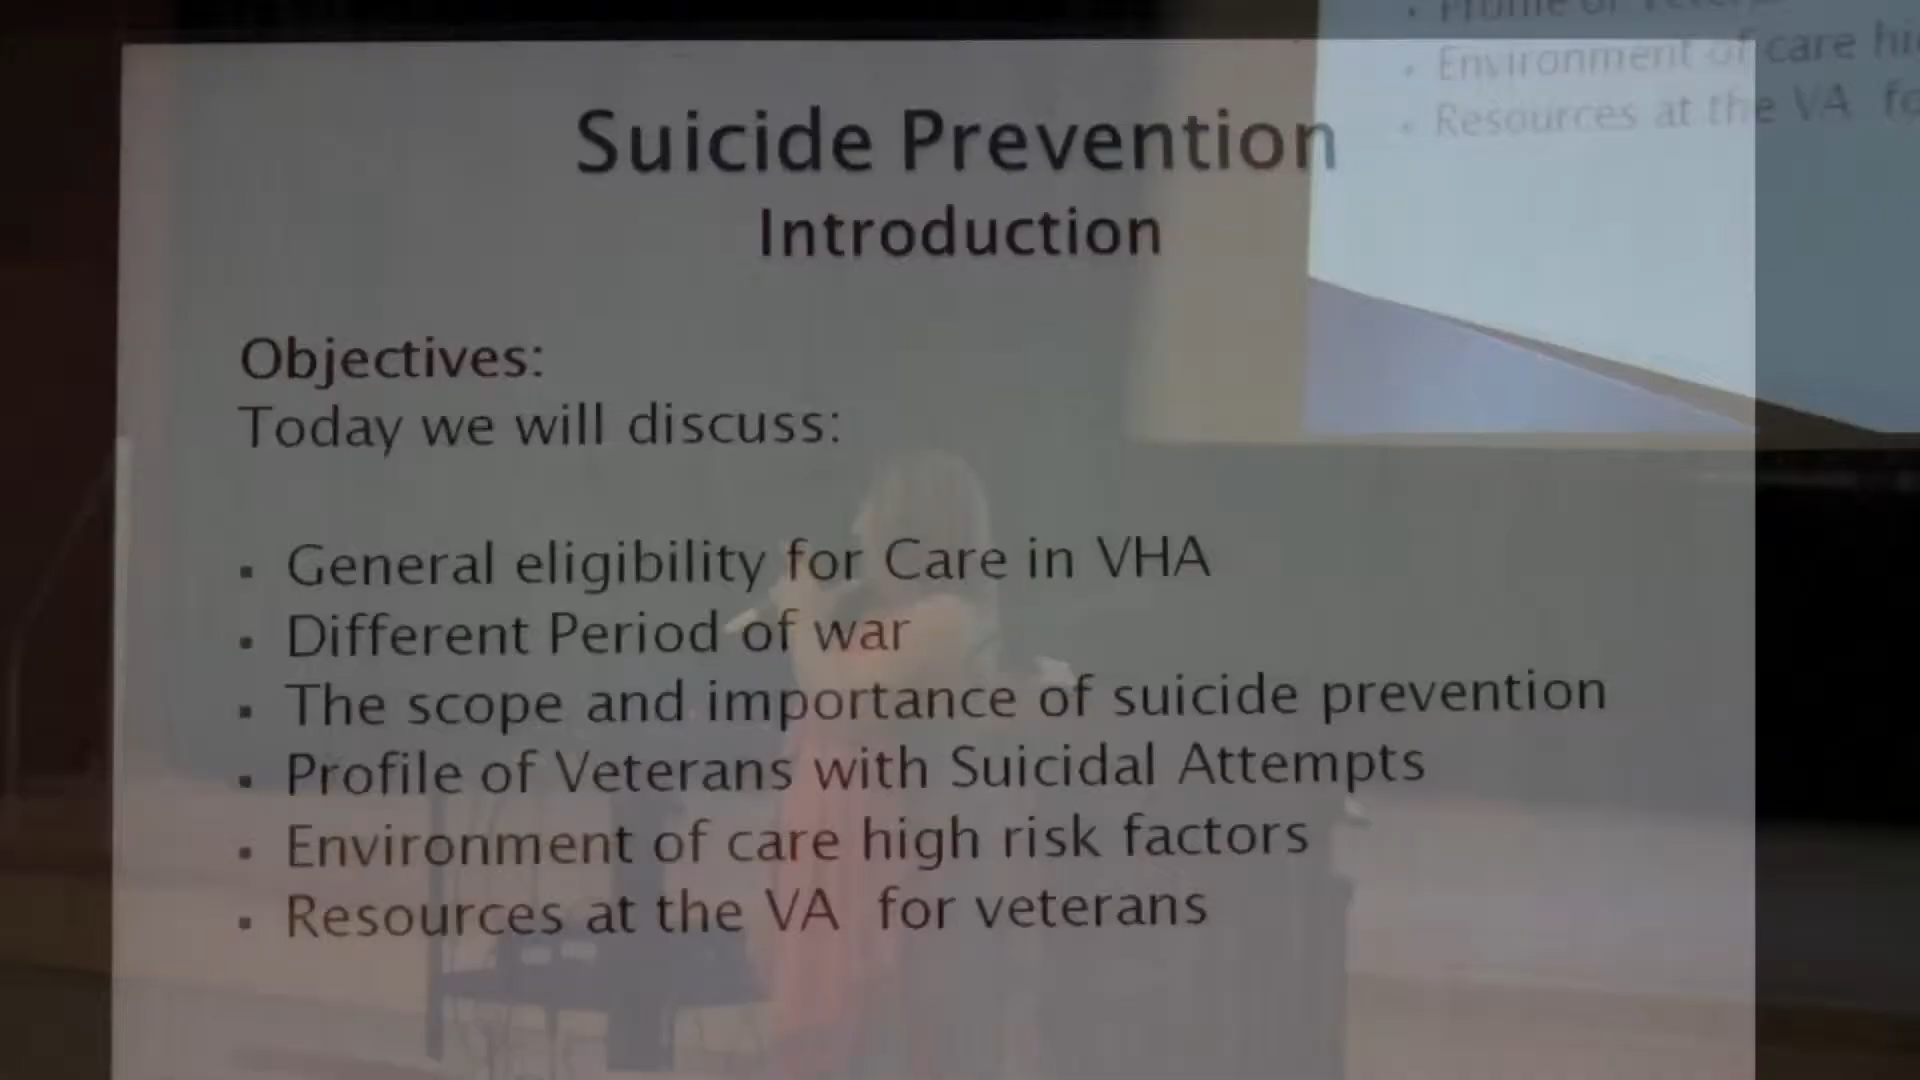 Suicide Prevention
Introduction
Objectives:
Today we will discuss:
▪ General eligibility for Care in VHA
▪ Different Period of war
▪ The scope and importance of suicide prevention
▪ Profile of Veterans with Suicidal Attempts
▪ Environment of care high risk factors
▪ Resources at the VA for veterans
Profile of
Environment of care
Resources at the VA